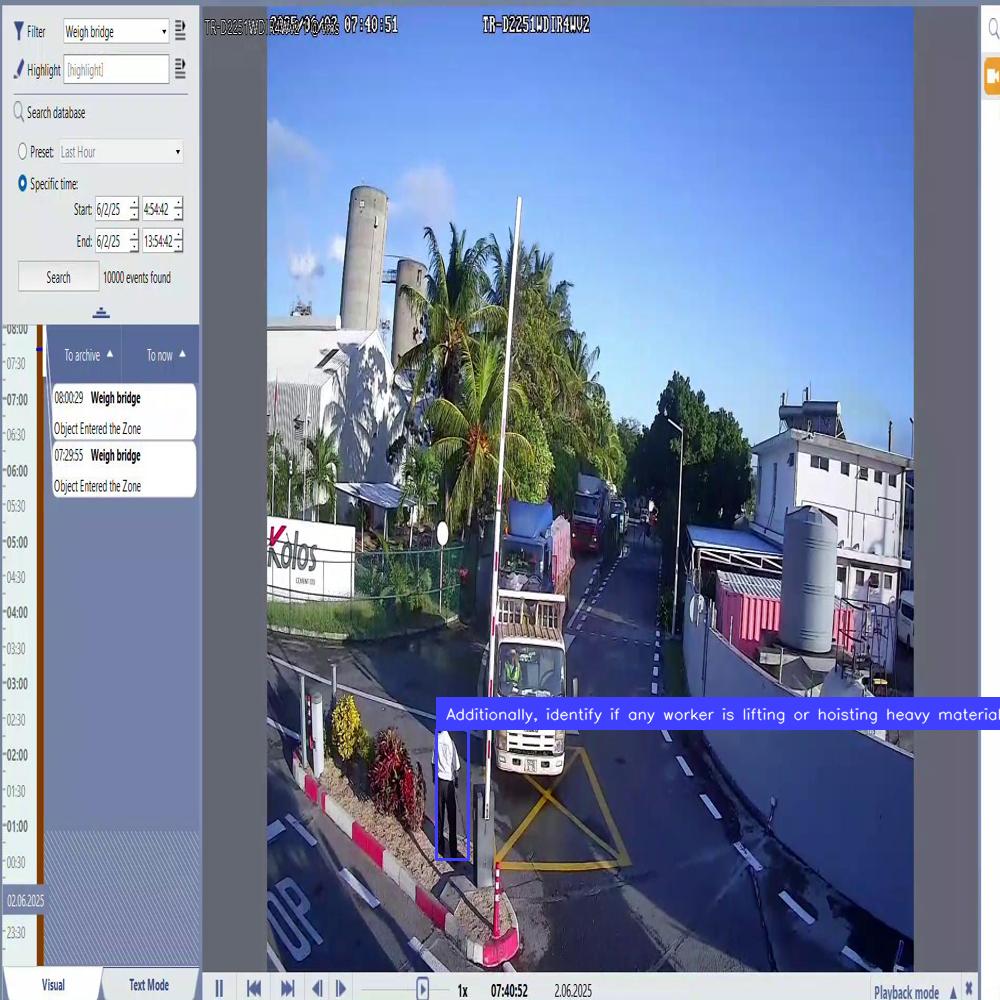 Filter Weigh bridge
Highlight [highlight]
Search database
Preset: Last Hour
Specific time:
Start: 6/2/25 4:54:42
End: 6/2/25 13:54:42
Search 10000 events found
To archive To now
08:00:29 Weigh bridge
Object Entered the Zone
07:29:55 Weigh bridge
Object Entered the Zone
08:00
07:30
07:00
06:30
06:00
05:30
05:00
04:30
04:00
03:30
03:00
02:30
02:00
01:30
01:00
00:30
02.06.2025
23:30
Visual Text Mode
07:40:51
TR-D2251WDIR4WV2
Kolos
CEMENT LTD
Additionally, identify if any worker is lifting or hoisting heavy material
1x 07:40:52 2.06.2025
Playback mode